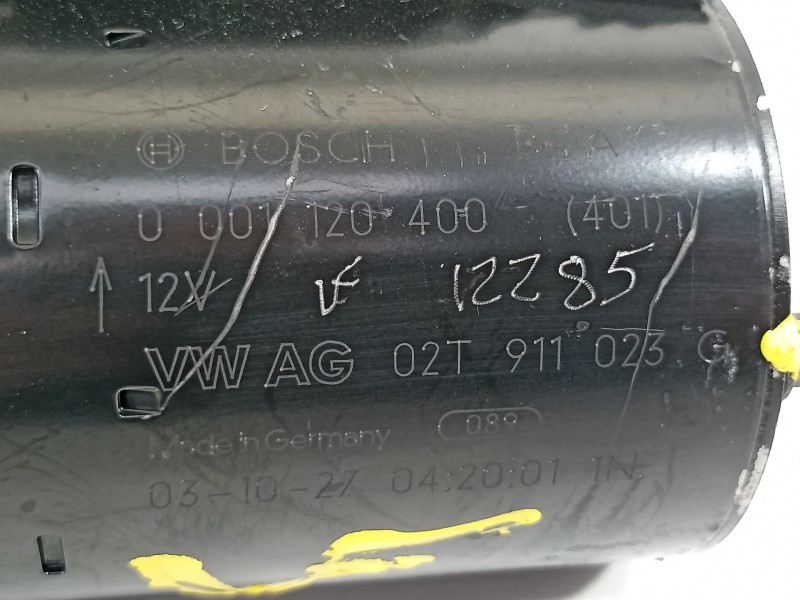 BOSCH
0 001 120 400 (401)
12V VF 12285
VW AG 02T 911 023 G
Made in Germany 089
03-10-27 04:20:01 1N